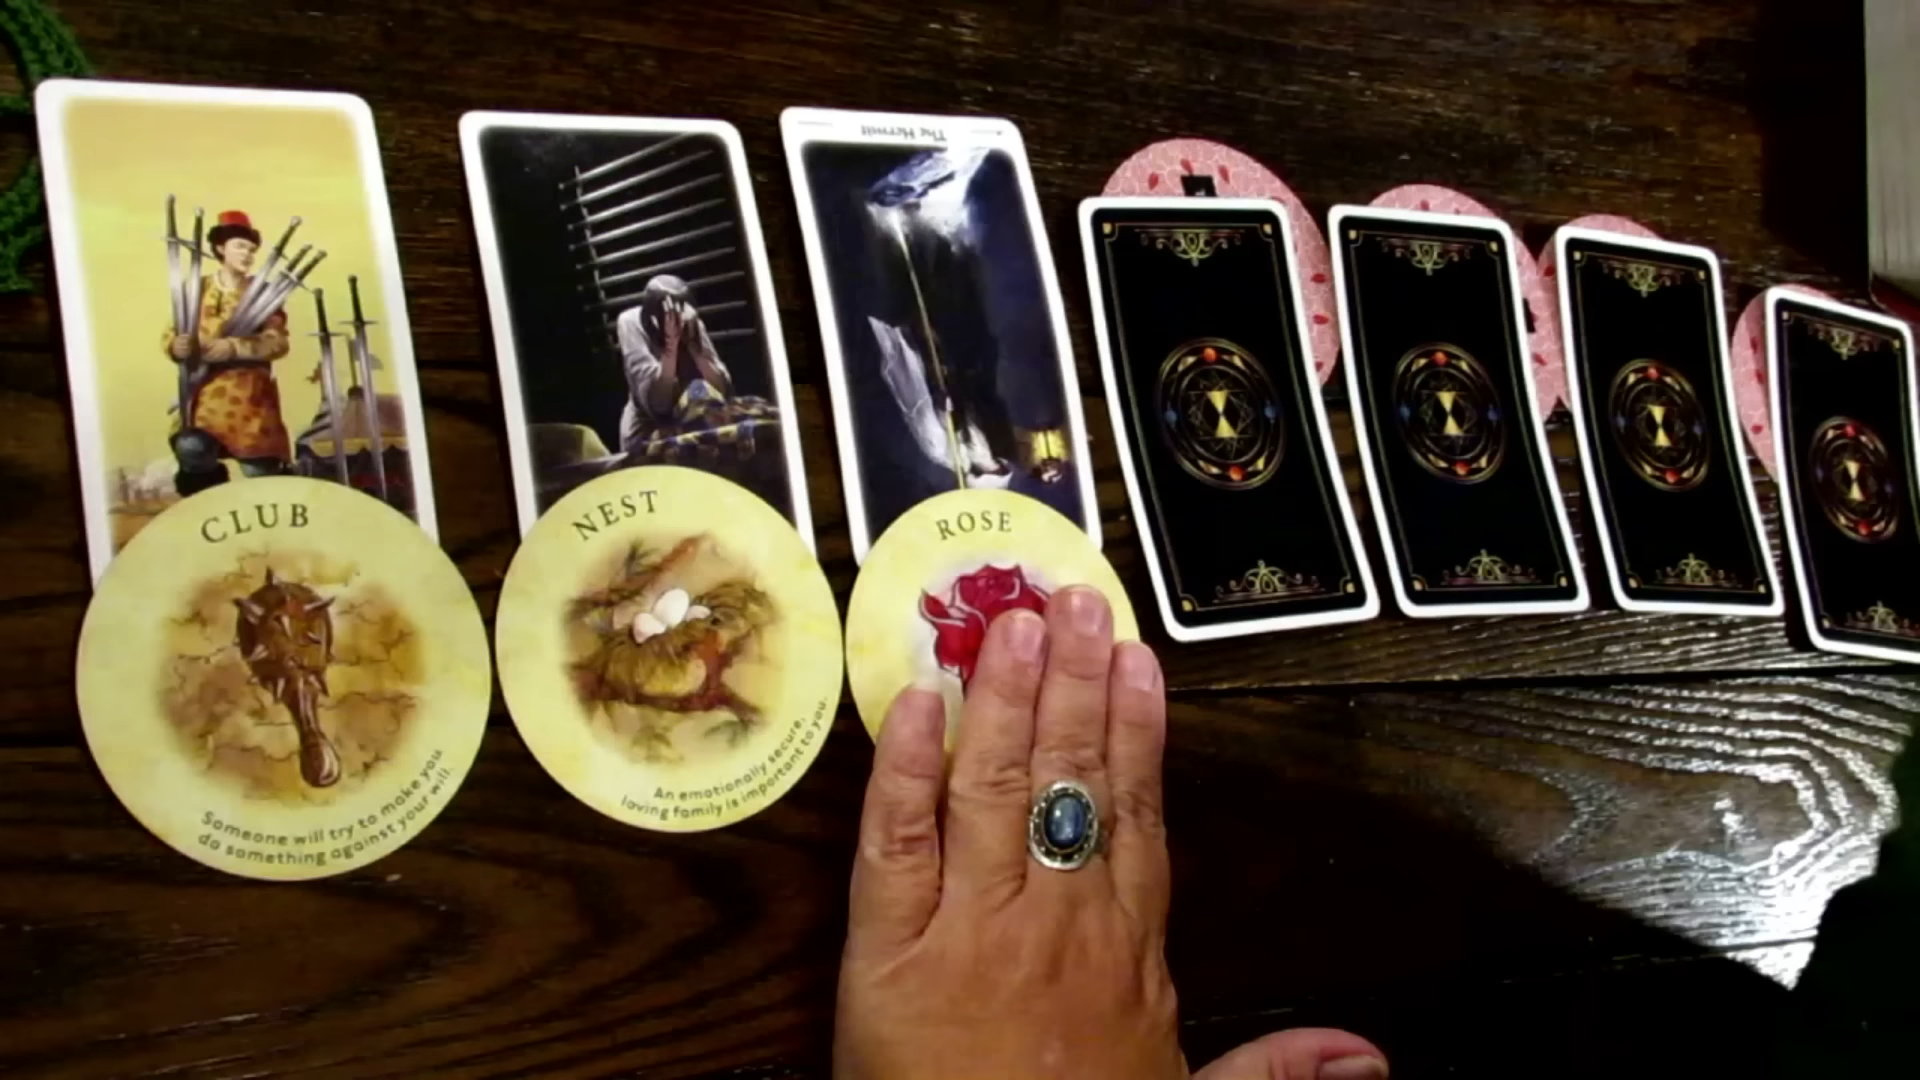 The Hermit
CLUB
Someone will try to make you
do something against your will.
NEST
An emotionally secure,
loving family is important to you.
ROSE